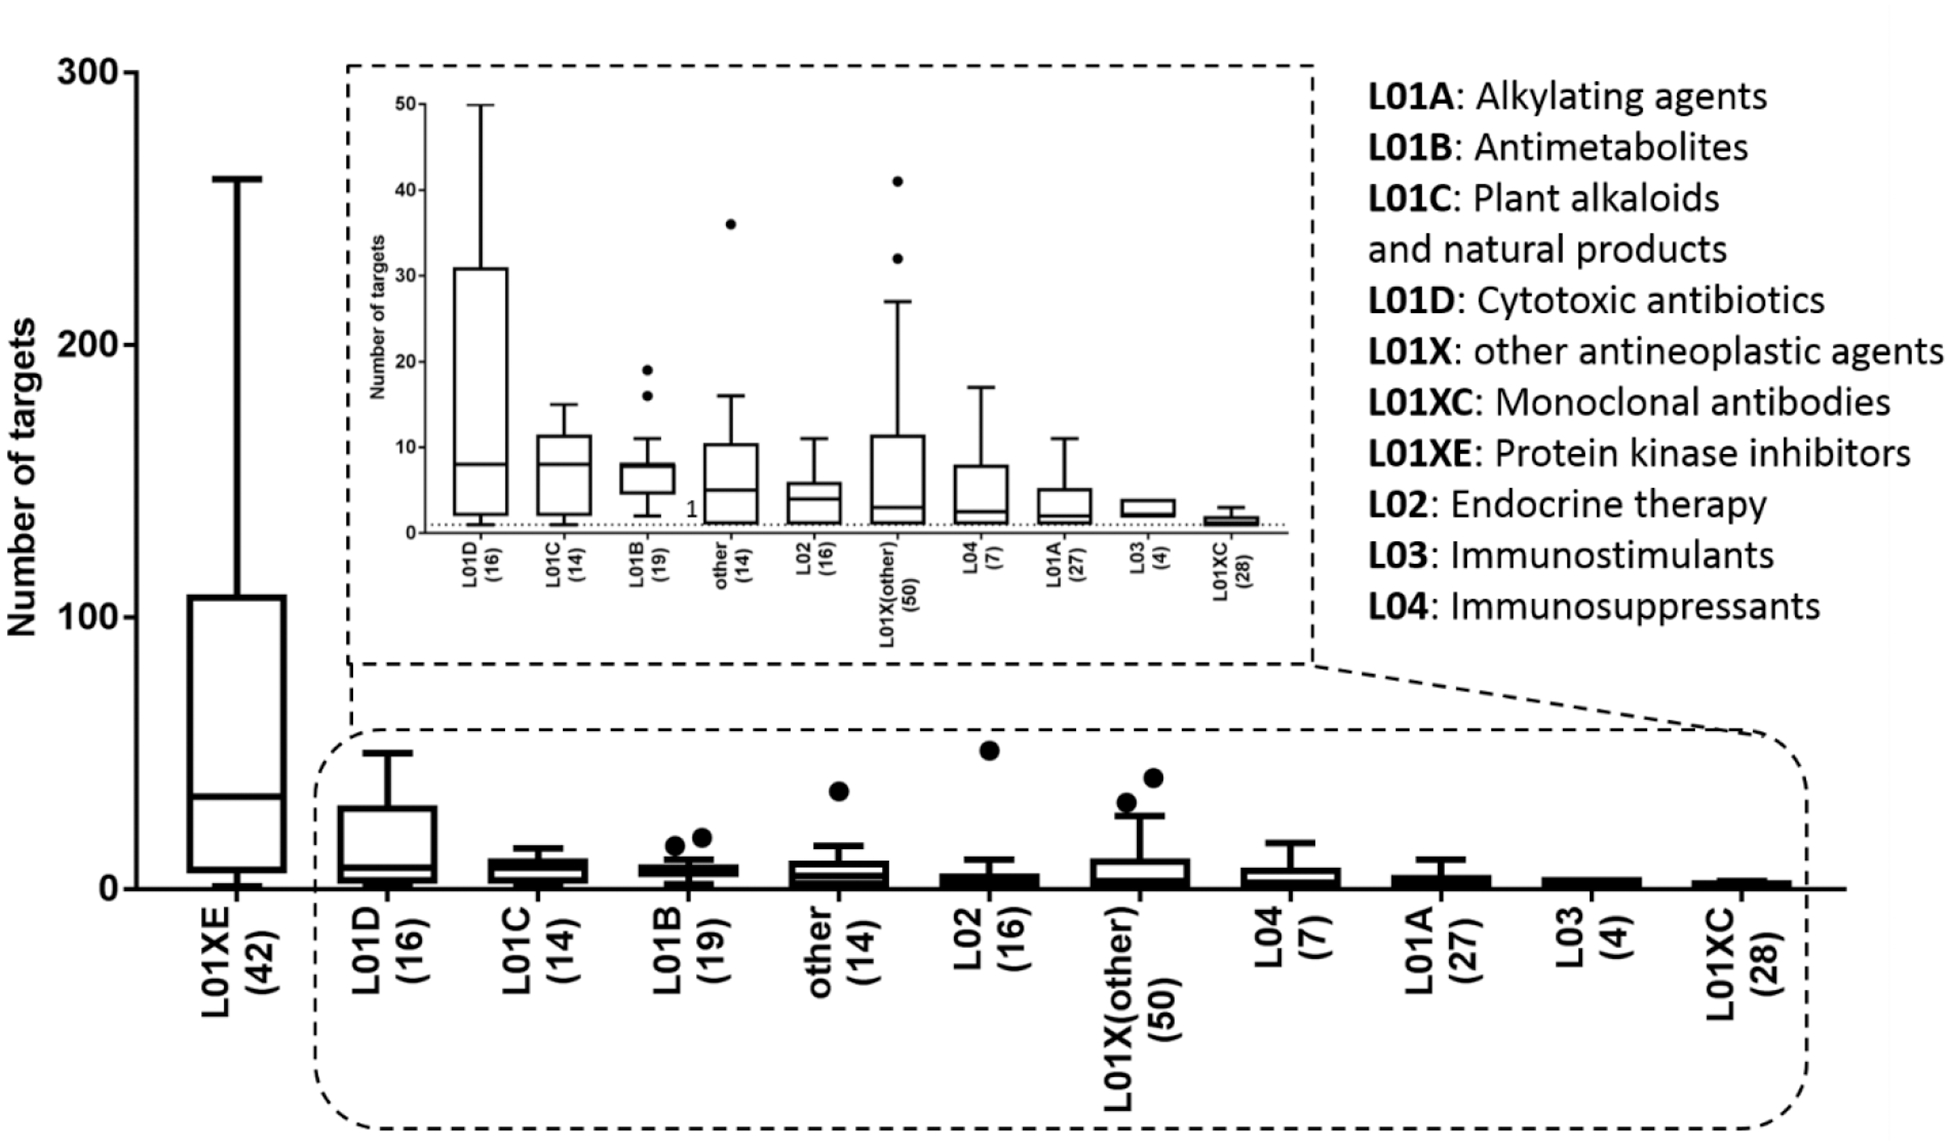 300
200
100
0
Number of targets
50
40
30
20
10
0
Number of targets
1
L01D
(16)
L01C
(14)
L01B
(19)
other
(14)
L02
(16)
L01X(other)
(50)
L04
(7)
L01A
(27)
L03
(4)
L01XC
(28)
L01A: Alkylating agents
L01B: Antimetabolites
L01C: Plant alkaloids
and natural products
L01D: Cytotoxic antibiotics
L01X: other antineoplastic agents
L01XC: Monoclonal antibodies
L01XE: Protein kinase inhibitors
L02: Endocrine therapy
L03: Immunostimulants
L04: Immunosuppressants
L01XE
(42)
L01D
(16)
L01C
(14)
L01B
(19)
other
(14)
L02
(16)
L01X(other)
(50)
L04
(7)
L01A
(27)
L03
(4)
L01XC
(28)